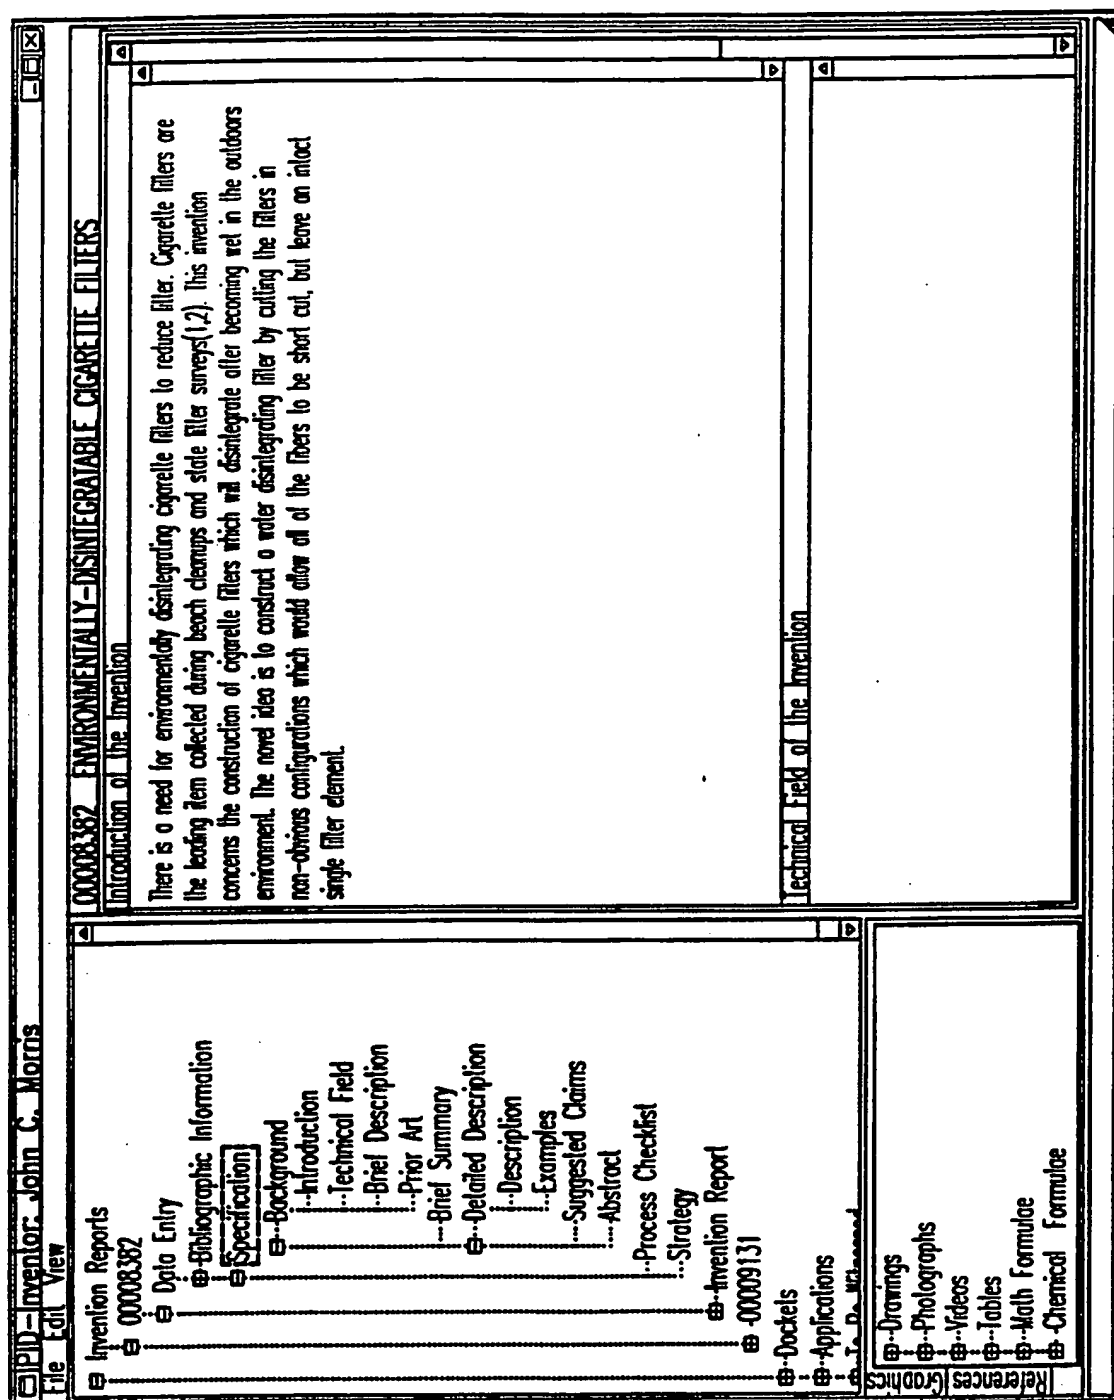 IPID-Inventor: John C. Morris
File Edit View
Invention Reports
00008382
Data Entry
Bibliographic Information
Specification
Background
Introduction
Technical Field
Brief Description
Prior Art
Brief Summary
Detailed Description
Description
Examples
Suggested Claims
Abstract
Process Checklist
Strategy
Invention Report
00009131
Dockets
Applications
References Graphics
Drawings
Photographs
Videos
Tables
Math Formulae
Chemical Formulae
00008382 ENVIRONMENTALLY-DISINTEGRATABLE CIGARETTE FILTERS
Introduction of the Invention
There is a need for environmentally disintegrating cigarette filters to reduce litter. Cigarette filters are
the leading item collected during beach cleanups and state litter surveys(1,2). This invention
concerns the construction of cigarette filters which will disintegrate after becoming wet in the outdoors
environment. The novel idea is to construct a water disintegrating filter by cutting the filters in
non-obvious configurations which would allow all of the fibers to be short cut, but leave an intact
single filter element.
Technical Field of the Invention